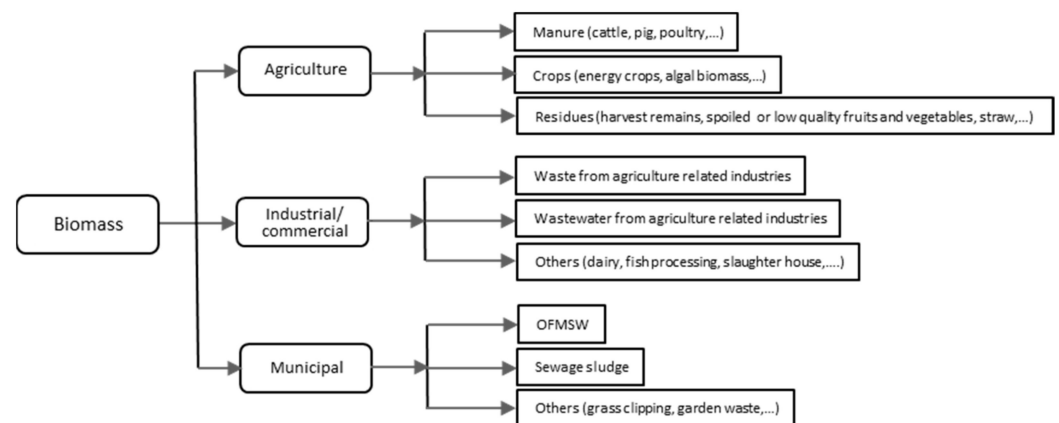 Biomass
Agriculture
Manure (cattle, pig, poultry,...)
Crops (energy crops, algal biomass,...)
Residues (harvest remains, spoiled or low quality fruits and vegetables, straw,...)
Industrial/
commercial
Waste from agriculture related industries
Wastewater from agriculture related industries
Others (dairy, fish processing, slaughter house,....)
Municipal
OFMSW
Sewage sludge
Others (grass clipping, garden waste,...)